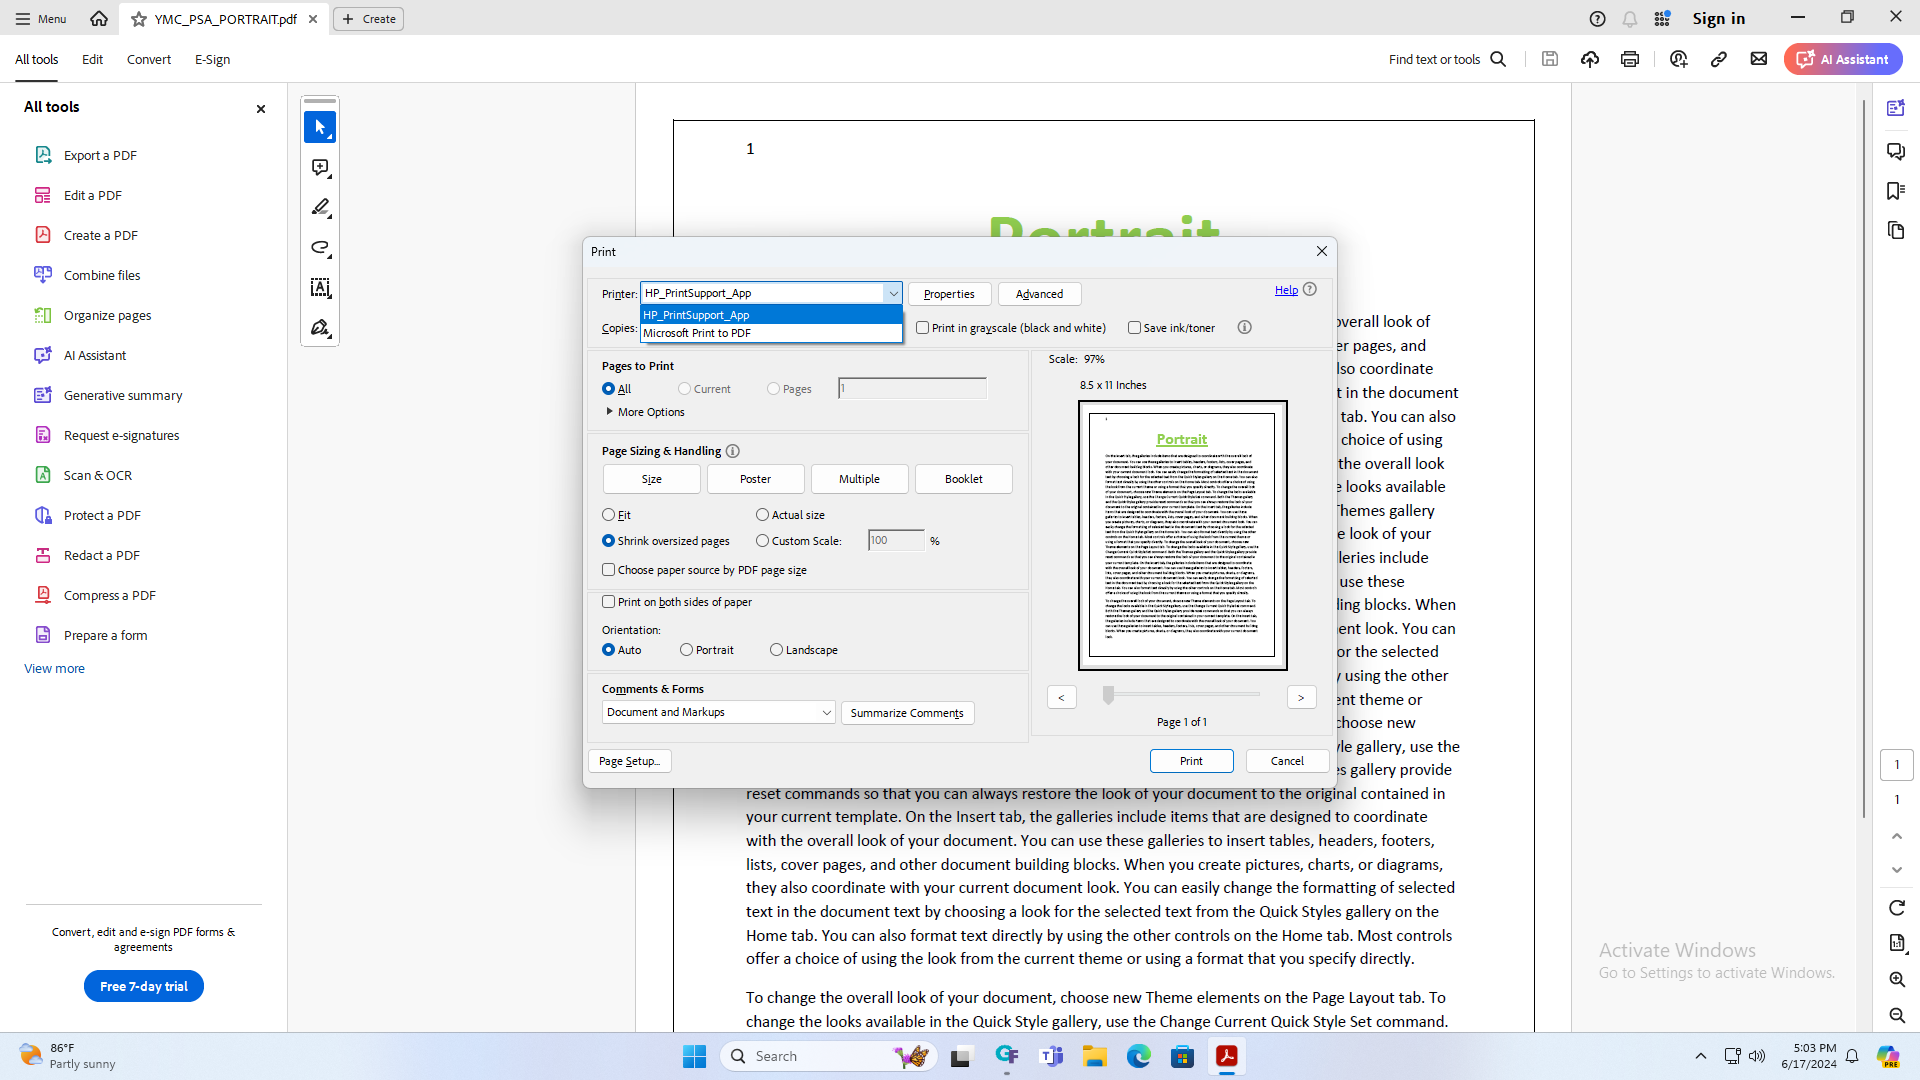 Menu
YMC_PSA_PORTRAIT.pdf
Create
Sign in
All tools
Edit
Convert
E-Sign
Find text or tools
AI Assistant
All tools
Export a PDF
Edit a PDF
Create a PDF
Combine files
Organize pages
AI Assistant
Generative summary
Request e-signatures
Scan & OCR
Protect a PDF
Redact a PDF
Compress a PDF
Prepare a form
View more
Convert, edit and e-sign PDF forms &
agreements
Free 7-day trial
1
Portrait
Print
Printer:
HP_PrintSupport_App
Properties
Advanced
Help
HP_PrintSupport_App
Microsoft Print to PDF
Copies:
Print in grayscale (black and white)
Save ink/toner
Pages to Print
All
Current
Pages
1
More Options
Scale: 97%
8.5 x 11 Inches
Portrait
Page Sizing & Handling
Size
Poster
Multiple
Booklet
Fit
Actual size
Shrink oversized pages
Custom Scale:
100
%
Choose paper source by PDF page size
Print on both sides of paper
Orientation:
Auto
Portrait
Landscape
Comments & Forms
Document and Markups
Summarize Comments
<
>
Page 1 of 1
Page Setup...
Print
Cancel
overall look of
er pages, and
lso coordinate
t in the document
tab. You can also
choice of using
the overall look
e looks available
Themes gallery
e look of your
lleries include
use these
ding blocks. When
ent look. You can
or the selected
y using the other
ent theme or
choose new
yle gallery, use the
es gallery provide
reset commands so that you can always restore the look of your document to the original contained in
your current template. On the Insert tab, the galleries include items that are designed to coordinate
with the overall look of your document. You can use these galleries to insert tables, headers, footers,
lists, cover pages, and other document building blocks. When you create pictures, charts, or diagrams,
they also coordinate with your current document look. You can easily change the formatting of selected
text in the document text by choosing a look for the selected text from the Quick Styles gallery on the
Home tab. You can also format text directly by using the other controls on the Home tab. Most controls
offer a choice of using the look from the current theme or using a format that you specify directly.
To change the overall look of your document, choose new Theme elements on the Page Layout tab. To
change the looks available in the Quick Style gallery, use the Change Current Quick Style Set command.
1
1
Activate Windows
Go to Settings to activate Windows.
86°F
Partly sunny
Search
5:03 PM
6/17/2024
PRE